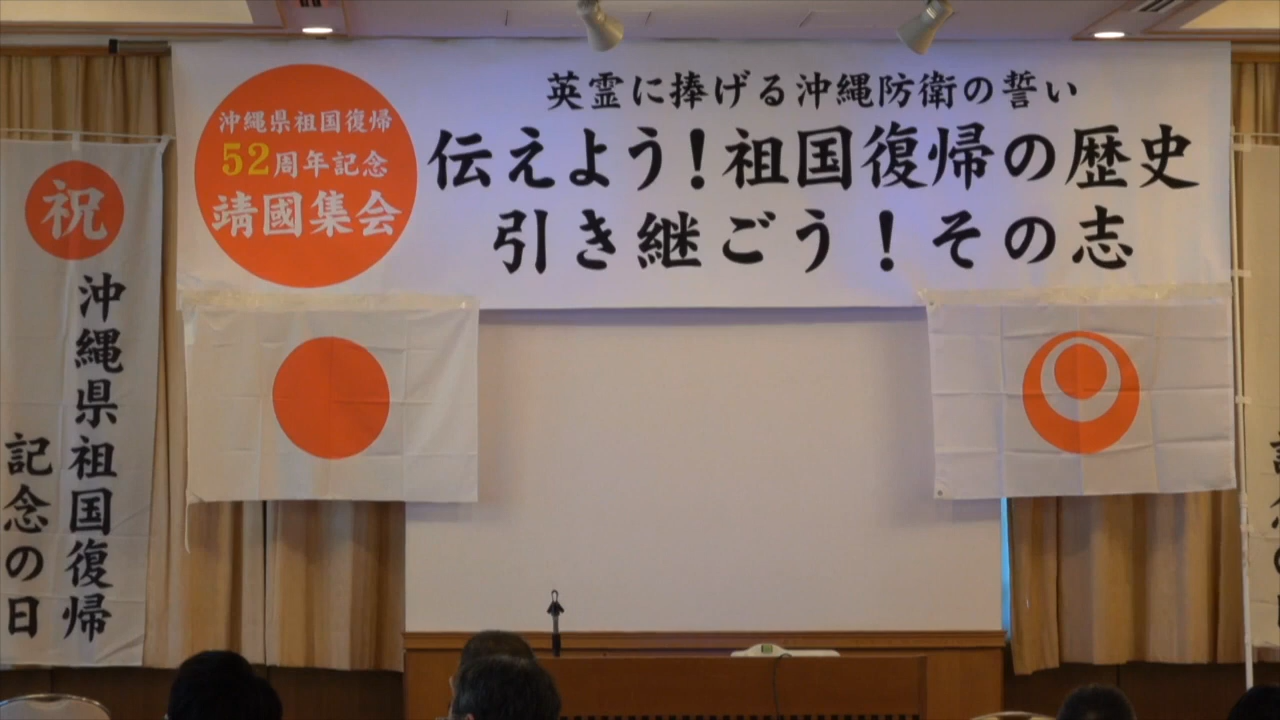 沖縄県祖国復帰
52周年記念
靖國集会
英霊に捧げる沖縄防衛の誓い
伝えよう！祖国復帰の歴史
引き継ごう！その志
祝
沖縄県祖国復帰
記念の日